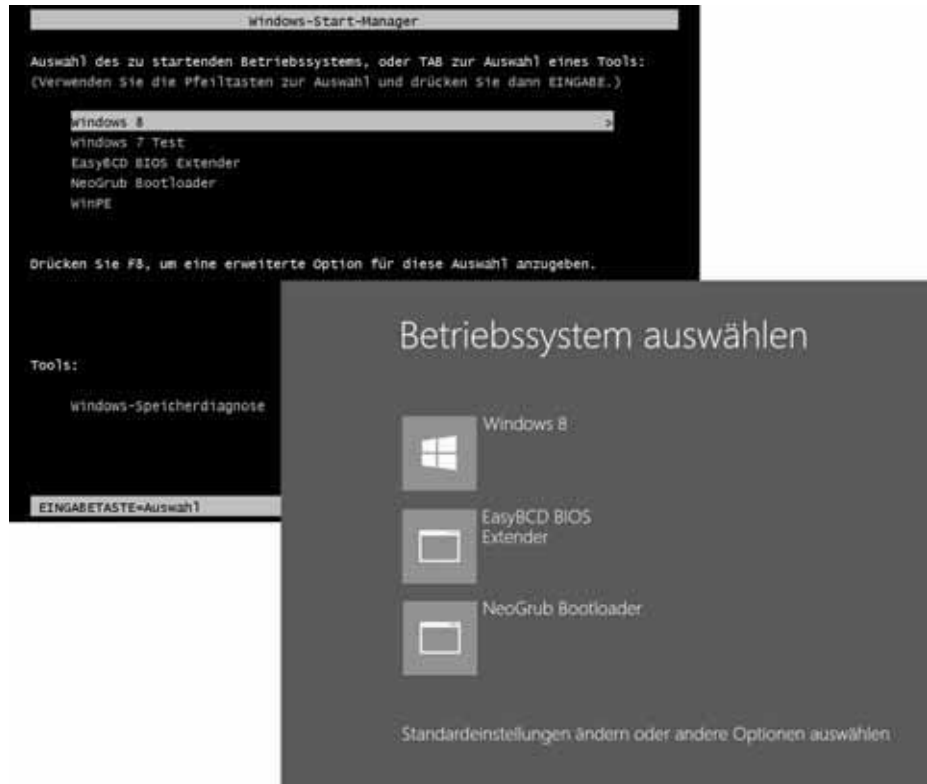 Windows-Start-Manager
Auswahl des zu startenden Betriebssystems, oder TAB zur Auswahl eines Tools:
(Verwenden Sie die Pfeiltasten zur Auswahl und drücken Sie dann EINGABE.)
Windows 8 >
Windows 7 Test
EasyBCD BIOS Extender
NeoGrub Bootloader
WinPE
Drücken Sie F8, um eine erweiterte Option für diese Auswahl anzugeben.
Tools:
Windows-Speicherdiagnose
EINGABETASTE=Auswahl
Betriebssystem auswählen
Windows 8
EasyBCD BIOS
Extender
NeoGrub Bootloader
Standardeinstellungen ändern oder andere Optionen auswählen